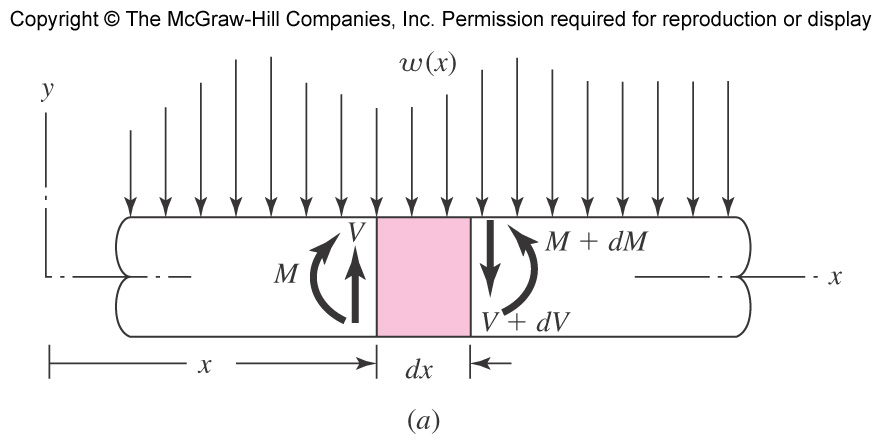 Copyright © The McGraw-Hill Companies, Inc. Permission required for reproduction or display
w(x)
y
V
M + dM
M
x
V + dV
x
dx
(a)